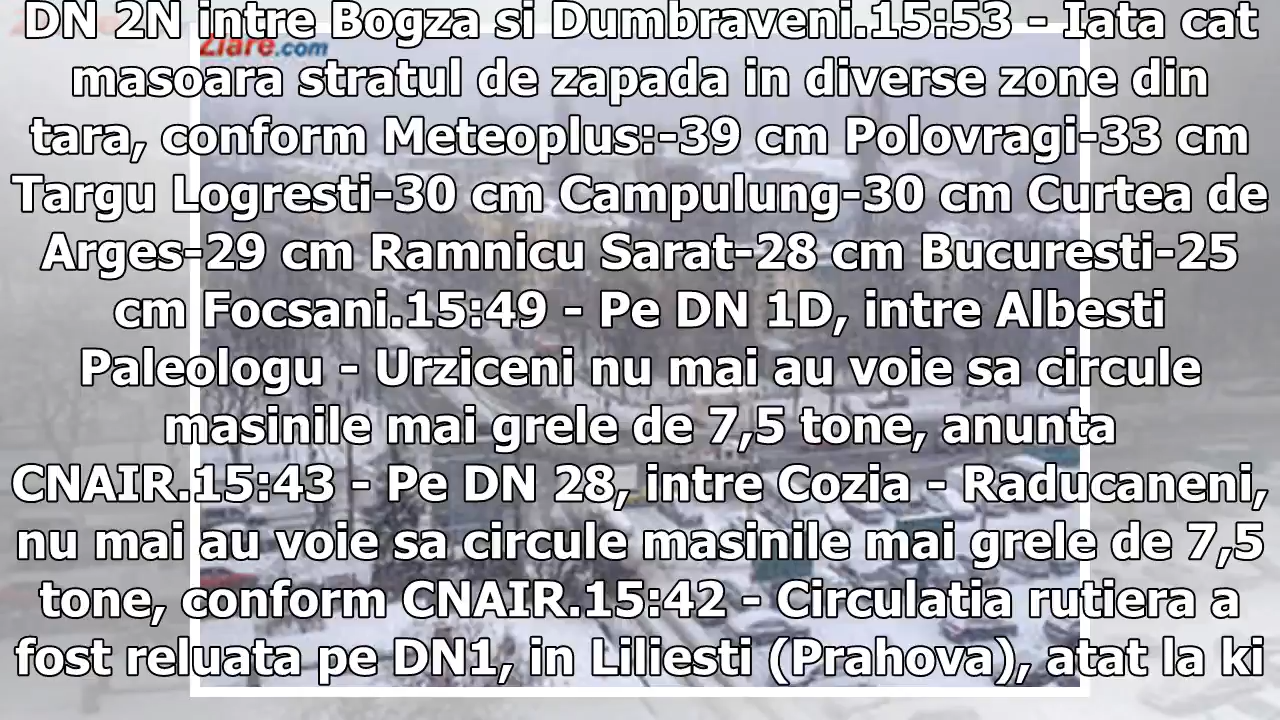 DN 2N intre Bogza si Dumbraveni.15:53 - Iata cat
Ziare.com
masoara stratul de zapada in diverse zone din
tara, conform Meteoplus:-39 cm Polovragi-33 cm
Targu Logresti-30 cm Campulung-30 cm Curtea de
Arges-29 cm Ramnicu Sarat-28 cm Bucuresti-25
cm Focsani.15:49 - Pe DN 1D, intre Albesti
Paleologu - Urziceni nu mai au voie sa circule
masinile mai grele de 7,5 tone, anunta
CNAIR.15:43 - Pe DN 28, intre Cozia - Raducaneni,
nu mai au voie sa circule masinile mai grele de 7,5
tone, conform CNAIR.15:42 - Circulatia rutiera a
fost reluata pe DN1, in Liliesti (Prahova), atat la ki